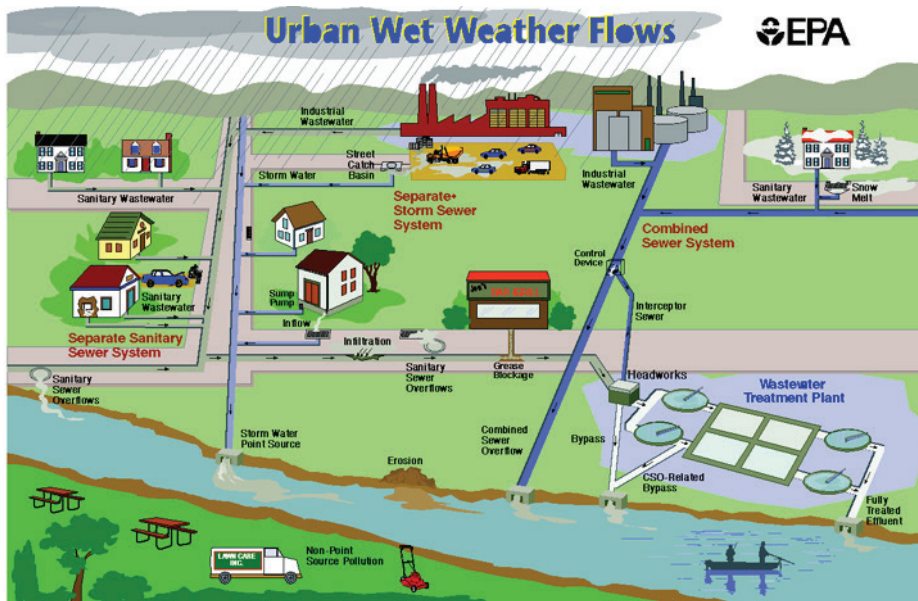 Urban Wet Weather Flows
EPA
Industrial
Wastewater
Street
Catch
Basin
Storm Water
Sanitary Wastewater
Separate
Storm Sewer
System
Industrial
Wastewater
Sanitary
Wastewater
Snow
Melt
Combined
Sewer System
Control
Device
Interceptor
Sewer
Sanitary
Wastewater
Sump
Pump
Inflow
Separate Sanitary
Sewer System
Infiltration
Sanitary
Sewer
Overflows
Grease
Blockage
Sanitary
Sewer
Overflows
Headworks
Wastewater
Treatment Plant
Storm Water
Point Source
Erosion
Combined
Sewer
Overflow
Bypass
CSO-Related
Bypass
Fully
Treated
Effluent
LAWN CARE
INC.
Non-Point
Source Pollution